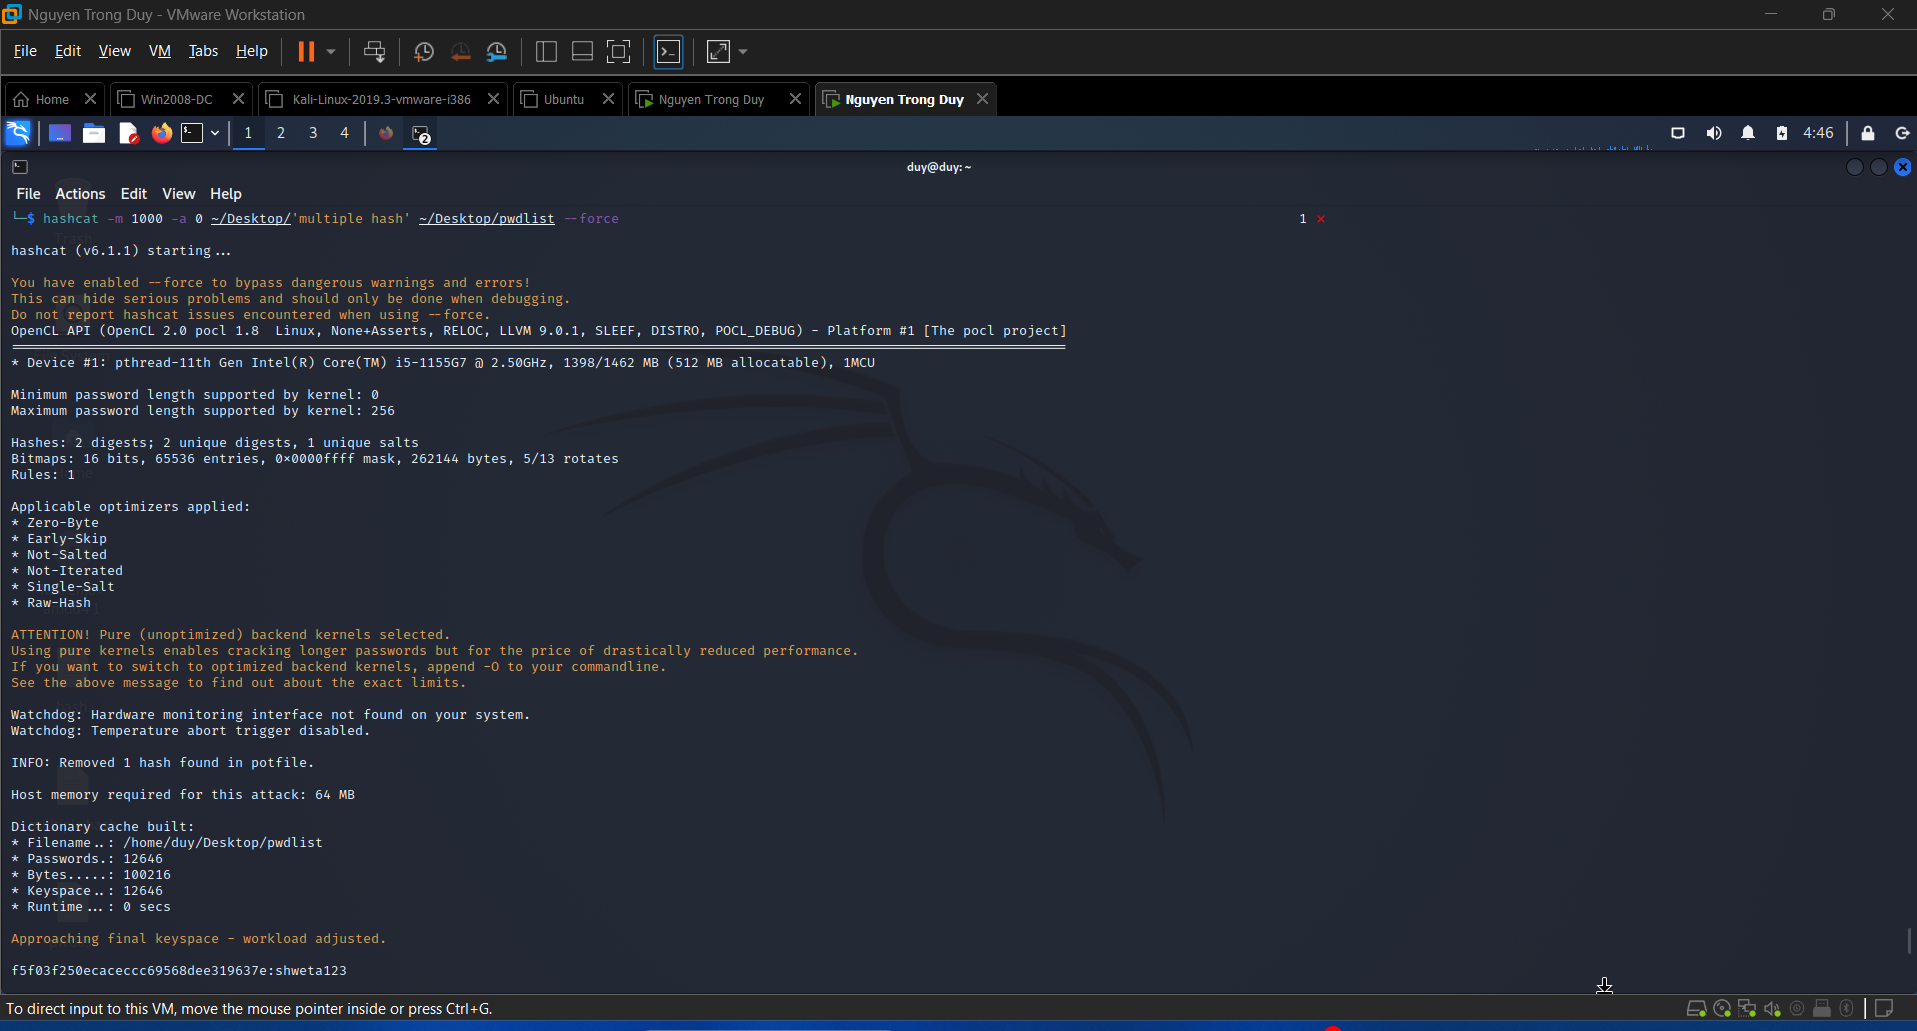 Nguyen Trong Duy - VMware Workstation
File Edit View VM Tabs Help
Home Win2008-DC Kali-Linux-2019.3-vmware-i386 Ubuntu Nguyen Trong Duy Nguyen Trong Duy
1 2 3 4 2 4:46
duy@duy: ~
File Actions Edit View Help
└─$ hashcat -m 1000 -a 0 ~/Desktop/'multiple hash' ~/Desktop/pwdlist --force 1 ✗
hashcat (v6.1.1) starting...
You have enabled --force to bypass dangerous warnings and errors!
This can hide serious problems and should only be done when debugging.
Do not report hashcat issues encountered when using --force.
OpenCL API (OpenCL 2.0 pocl 1.8  Linux, None+Asserts, RELOC, LLVM 9.0.1, SLEEF, DISTRO, POCL_DEBUG) - Platform #1 [The pocl project]
* Device #1: pthread-11th Gen Intel(R) Core(TM) i5-1155G7 @ 2.50GHz, 1398/1462 MB (512 MB allocatable), 1MCU
Minimum password length supported by kernel: 0
Maximum password length supported by kernel: 256
Hashes: 2 digests; 2 unique digests, 1 unique salts
Bitmaps: 16 bits, 65536 entries, 0x0000ffff mask, 262144 bytes, 5/13 rotates
Rules: 1
Applicable optimizers applied:
* Zero-Byte
* Early-Skip
* Not-Salted
* Not-Iterated
* Single-Salt
* Raw-Hash
ATTENTION! Pure (unoptimized) backend kernels selected.
Using pure kernels enables cracking longer passwords but for the price of drastically reduced performance.
If you want to switch to optimized backend kernels, append -O to your commandline.
See the above message to find out about the exact limits.
Watchdog: Hardware monitoring interface not found on your system.
Watchdog: Temperature abort trigger disabled.
INFO: Removed 1 hash found in potfile.
Host memory required for this attack: 64 MB
Dictionary cache built:
* Filename..: /home/duy/Desktop/pwdlist
* Passwords.: 12646
* Bytes.....: 100216
* Keyspace..: 12646
* Runtime...: 0 secs
Approaching final keyspace - workload adjusted.
f5f03f250ecaceccc69568dee319637e:shweta123
To direct input to this VM, move the mouse pointer inside or press Ctrl+G.